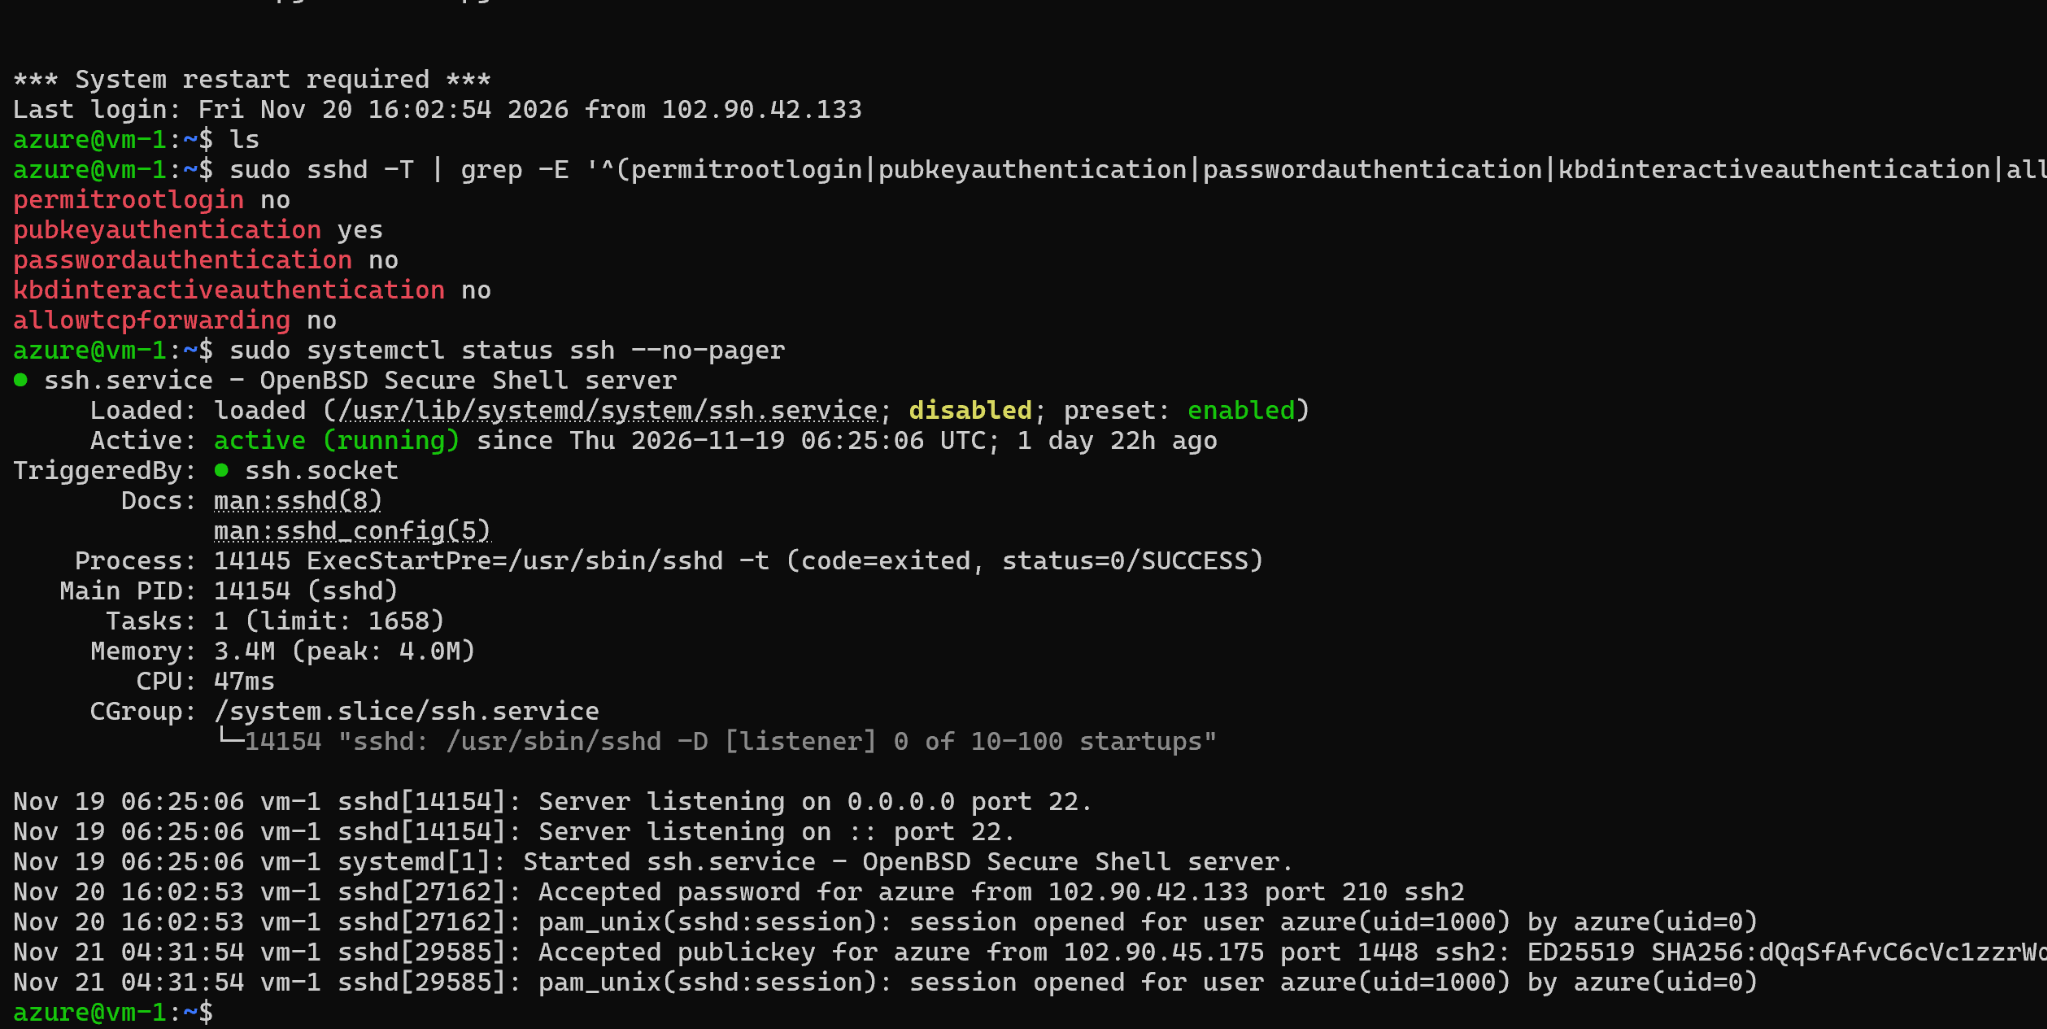 *** System restart required ***
Last login: Fri Nov 20 16:02:54 2026 from 102.90.42.133
azure@vm-1:~$ ls
azure@vm-1:~$ sudo sshd -T | grep -E '^(permitrootlogin|pubkeyauthentication|passwordauthentication|kbdinteractiveauthentication|all
permitrootlogin no
pubkeyauthentication yes
passwordauthentication no
kbdinteractiveauthentication no
allowtcpforwarding no
azure@vm-1:~$ sudo systemctl status ssh --no-pager
● ssh.service - OpenBSD Secure Shell server
     Loaded: loaded (/usr/lib/systemd/system/ssh.service; disabled; preset: enabled)
     Active: active (running) since Thu 2026-11-19 06:25:06 UTC; 1 day 22h ago
TriggeredBy: ● ssh.socket
       Docs: man:sshd(8)
             man:sshd_config(5)
    Process: 14145 ExecStartPre=/usr/sbin/sshd -t (code=exited, status=0/SUCCESS)
   Main PID: 14154 (sshd)
      Tasks: 1 (limit: 1658)
     Memory: 3.4M (peak: 4.0M)
        CPU: 47ms
     CGroup: /system.slice/ssh.service
             └─14154 "sshd: /usr/sbin/sshd -D [listener] 0 of 10-100 startups"
Nov 19 06:25:06 vm-1 sshd[14154]: Server listening on 0.0.0.0 port 22.
Nov 19 06:25:06 vm-1 sshd[14154]: Server listening on :: port 22.
Nov 19 06:25:06 vm-1 systemd[1]: Started ssh.service - OpenBSD Secure Shell server.
Nov 20 16:02:53 vm-1 sshd[27162]: Accepted password for azure from 102.90.42.133 port 210 ssh2
Nov 20 16:02:53 vm-1 sshd[27162]: pam_unix(sshd:session): session opened for user azure(uid=1000) by azure(uid=0)
Nov 21 04:31:54 vm-1 sshd[29585]: Accepted publickey for azure from 102.90.45.175 port 1448 ssh2: ED25519 SHA256:dQqSfAfvC6cVc1zzrWo
Nov 21 04:31:54 vm-1 sshd[29585]: pam_unix(sshd:session): session opened for user azure(uid=1000) by azure(uid=0)
azure@vm-1:~$